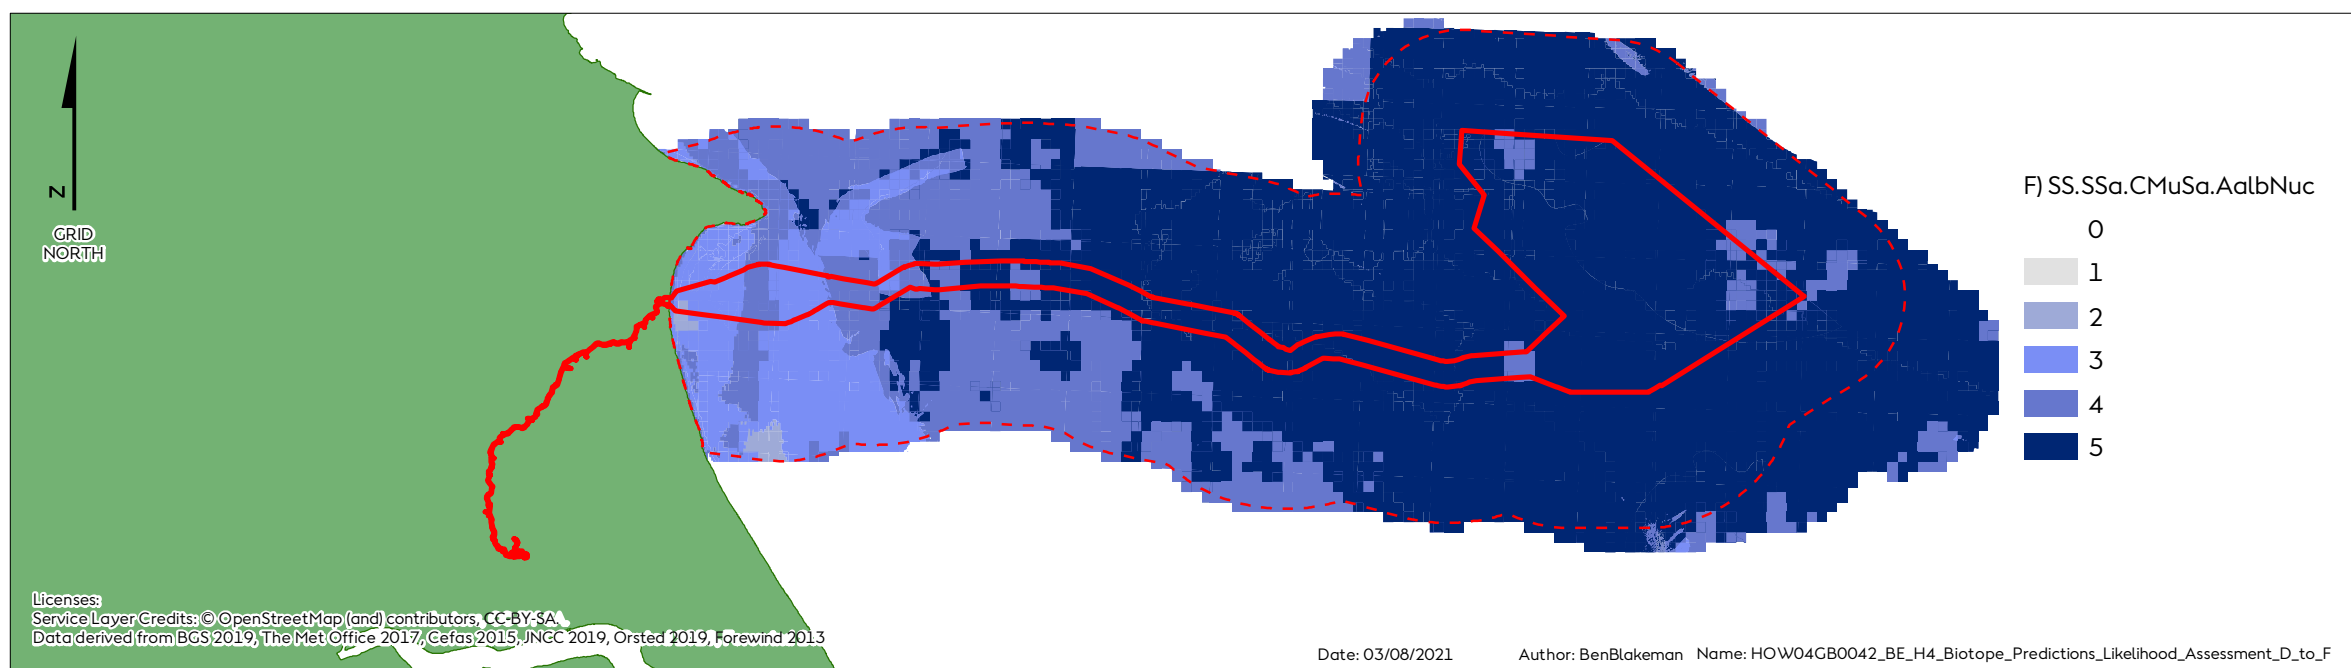 N
GRID
NORTH
F) SS.SSa.CMuSa.AalbNuc
0
1
2
3
4
5
Licenses:
Service Layer Credits: © OpenStreetMap (and) contributors, CC-BY-SA.
Data derived from BGS 2019, The Met Office 2017, Cefas 2015, JNCC 2019, Orsted 2019, Forewind 2013
Date: 03/08/2021 Author: BenBlakeman Name: HOW04GB0042_BE_H4_Biotope_Predictions_Likelihood_Assessment_D_to_F